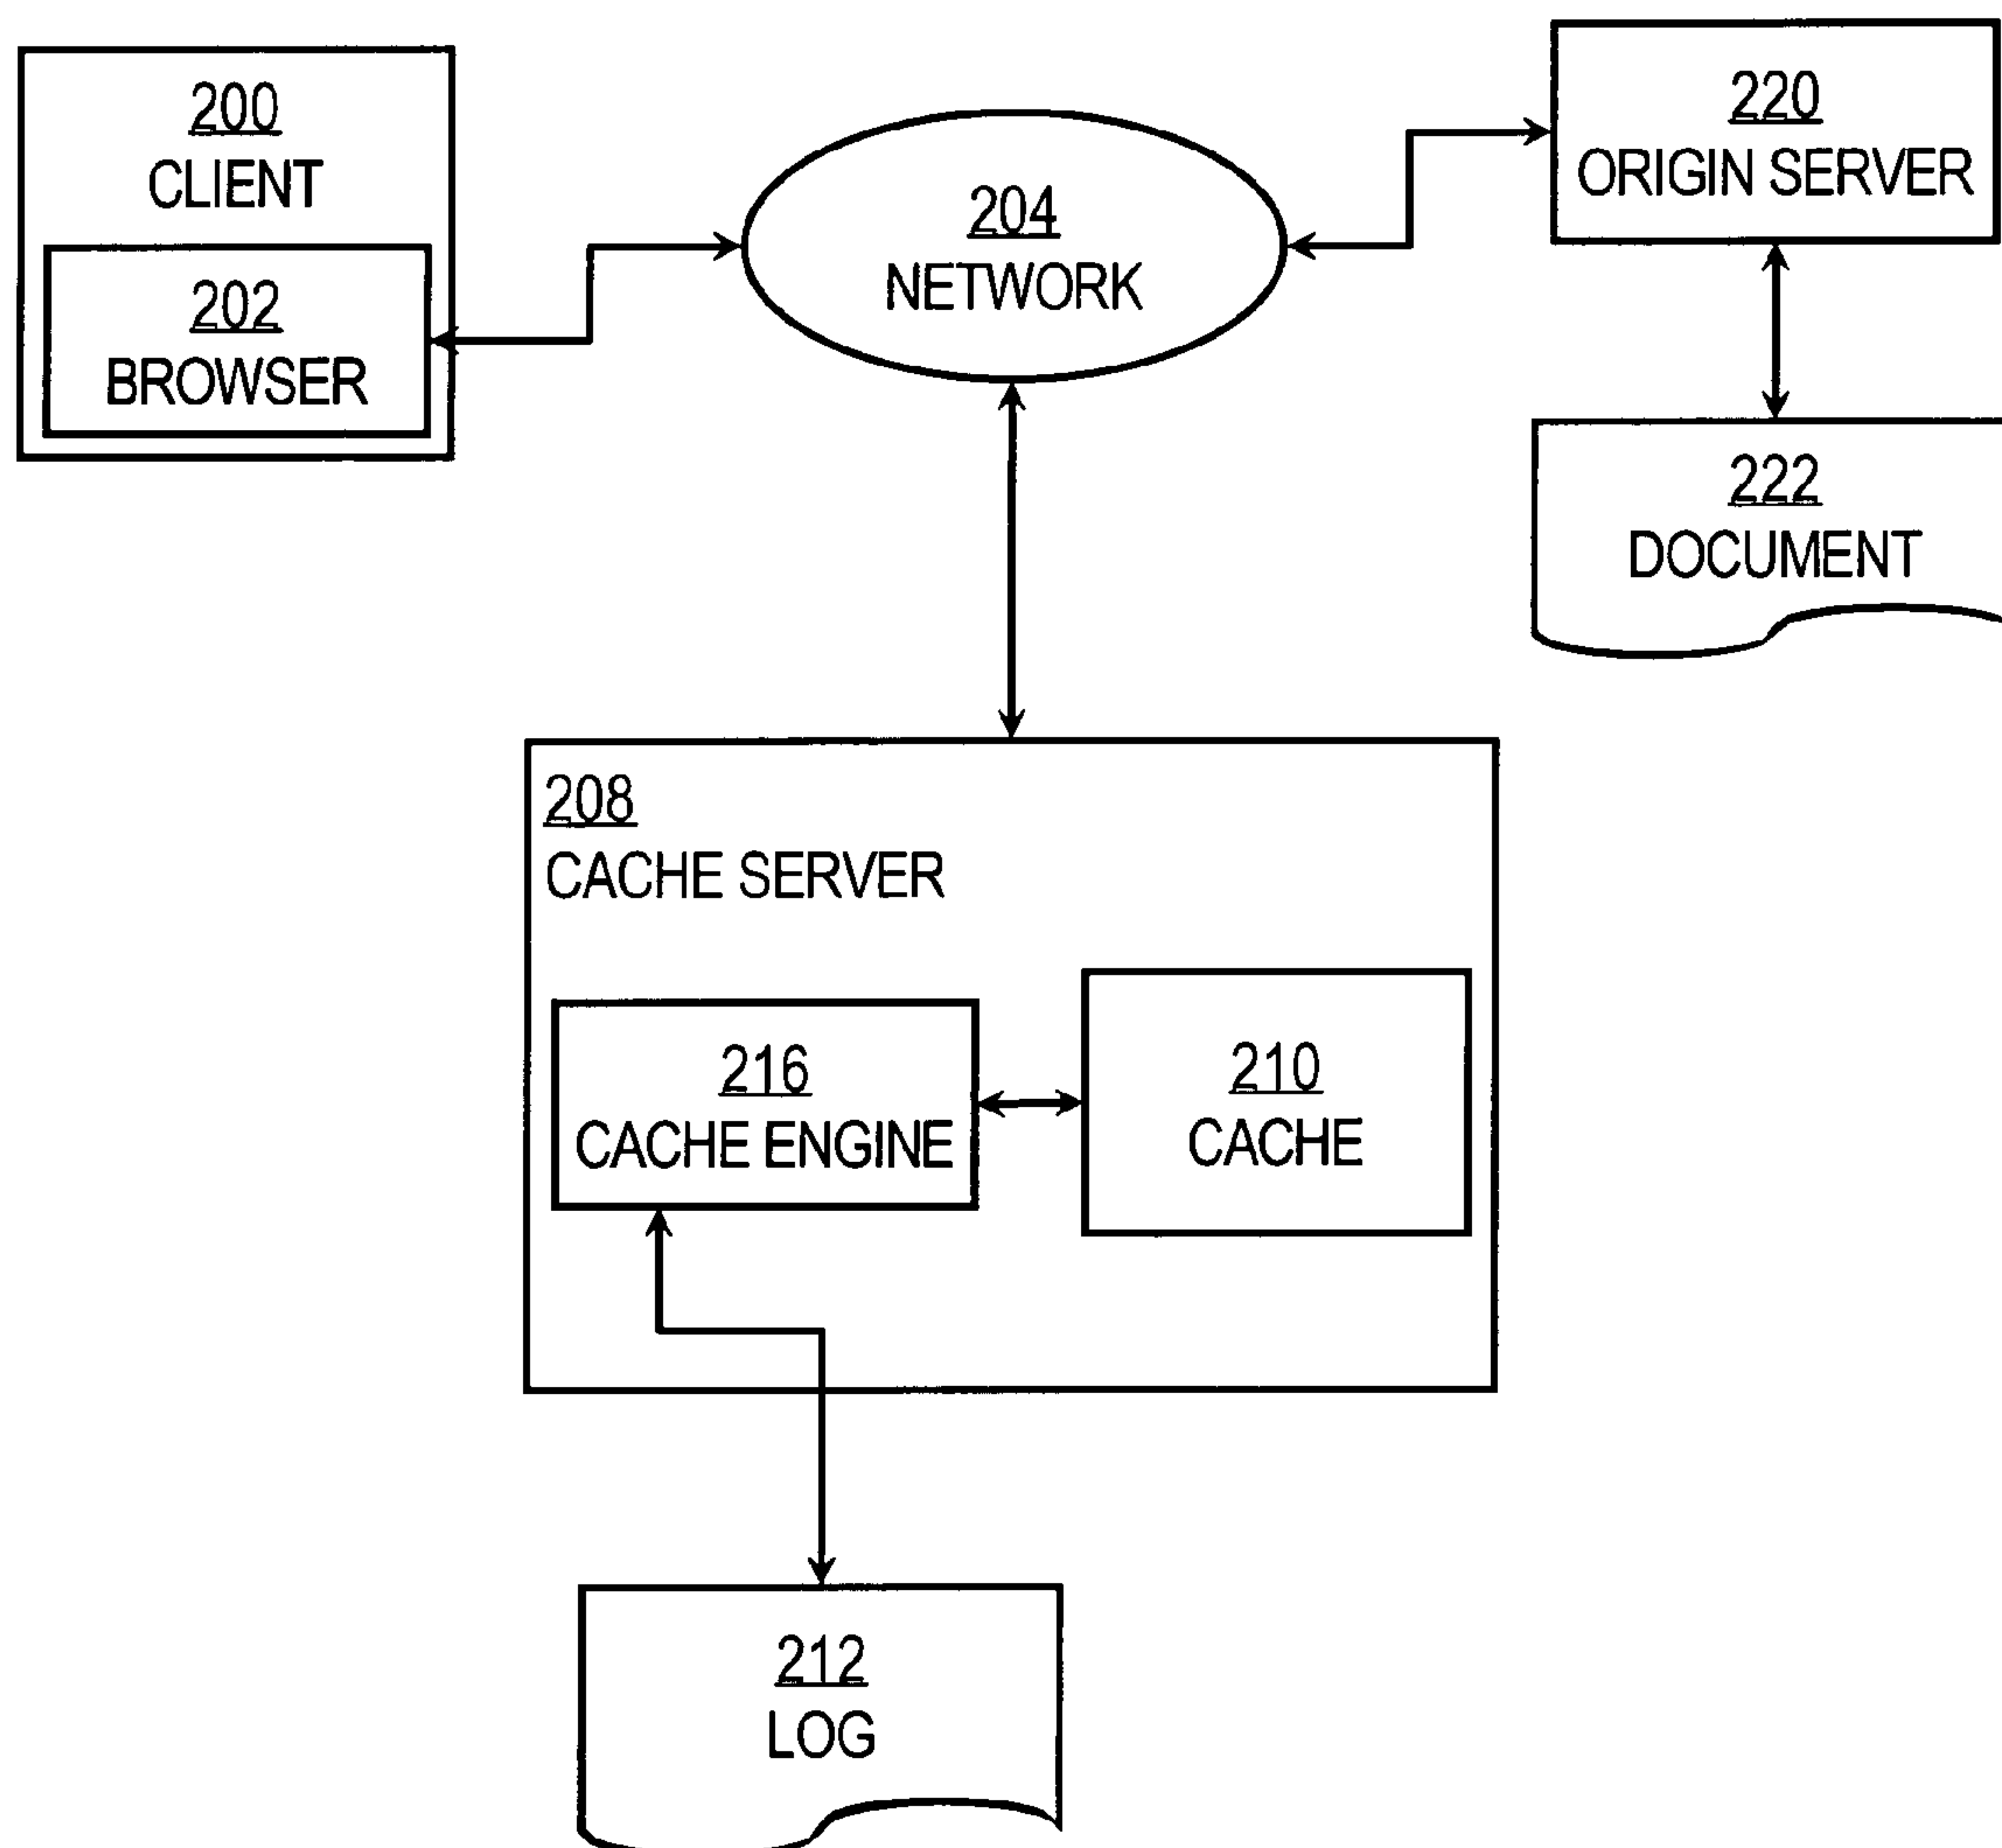 200
CLIENT
202
BROWSER
204
NETWORK
220
ORIGIN SERVER
222
DOCUMENT
208
CACHE SERVER
216
CACHE ENGINE
210
CACHE
212
LOG